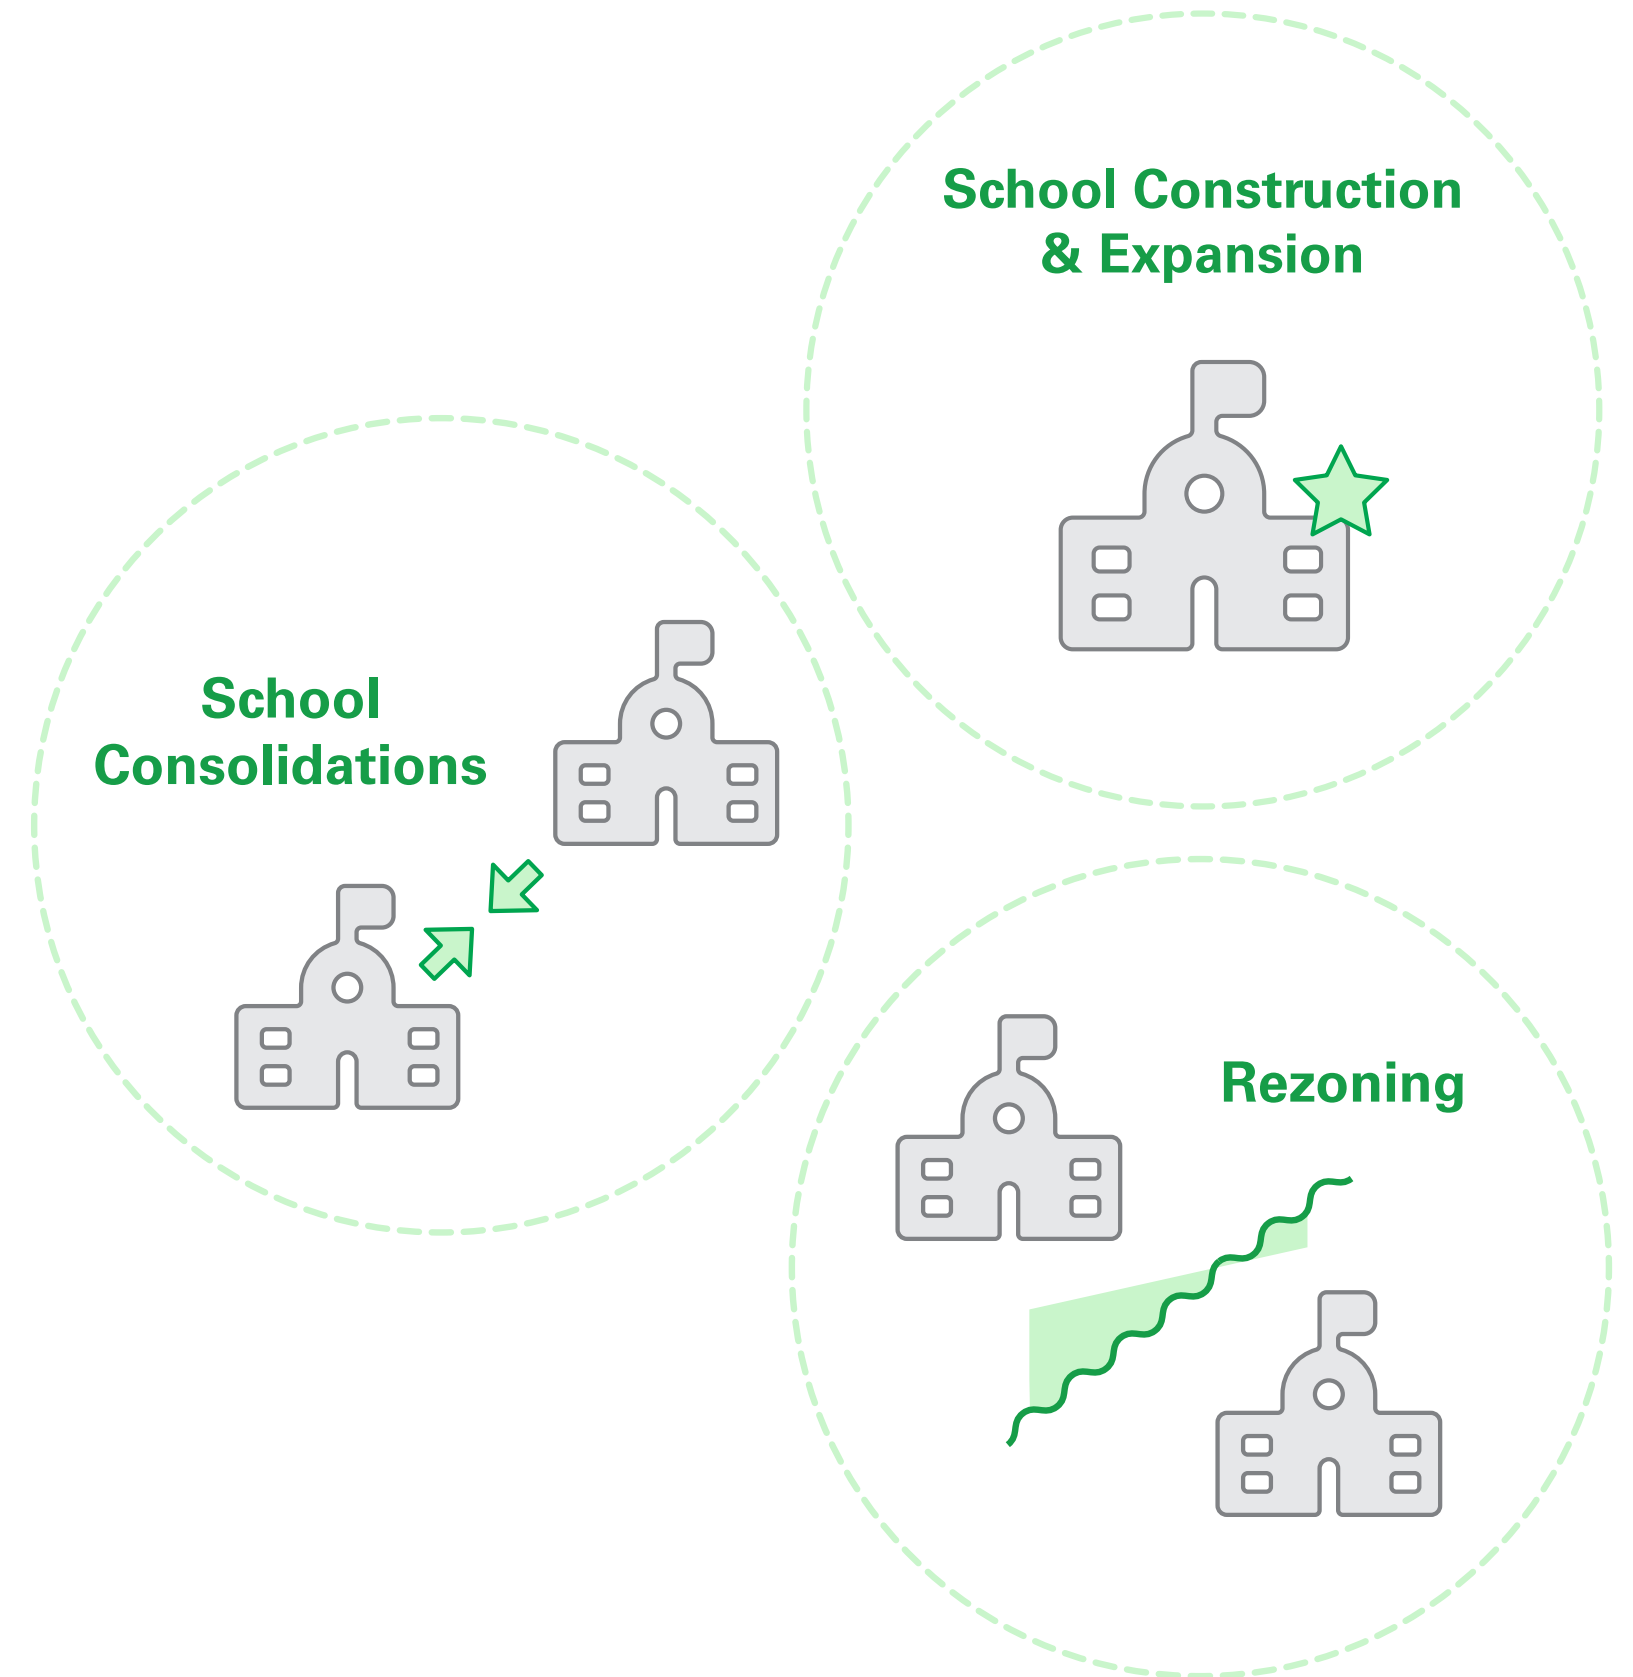 School Construction
& Expansion
School
Consolidations
Rezoning